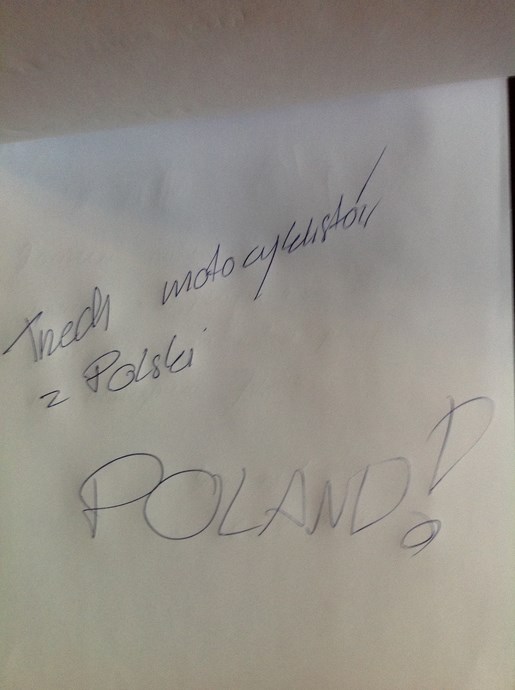 Trzech motocyklistów
z Polski
POLAND!